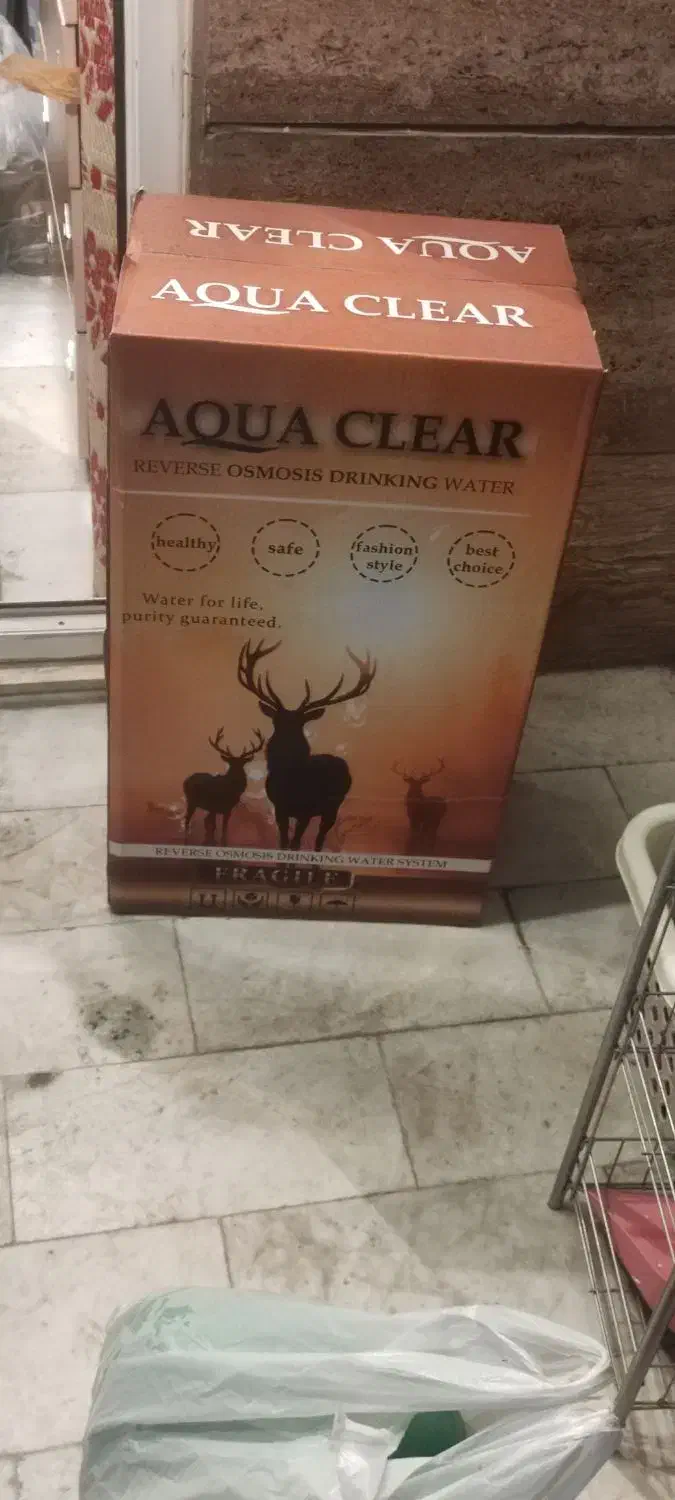 AQUA CLEAR
AQUA CLEAR
AQUA CLEAR
REVERSE OSMOSIS DRINKING WATER
healthy
safe
fashion
style
best
choice
Water for life,
purity guaranteed.
REVERSE OSMOSIS DRINKING WATER SYSTEM
FRAGILE